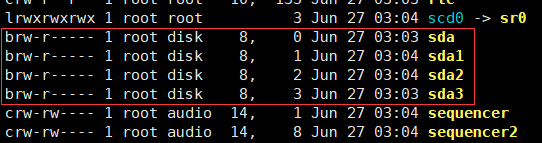 lrwxrwxrwx 1 root root 3 Jun 27 03:04 scd0 -> sr0
brw-r----- 1 root disk 8, 0 Jun 27 03:03 sda
brw-r----- 1 root disk 8, 1 Jun 27 03:04 sda1
brw-r----- 1 root disk 8, 2 Jun 27 03:04 sda2
brw-r----- 1 root disk 8, 3 Jun 27 03:03 sda3
crw-rw---- 1 root audio 14, 1 Jun 27 03:04 sequencer
crw-rw---- 1 root audio 14, 8 Jun 27 03:04 sequencer2